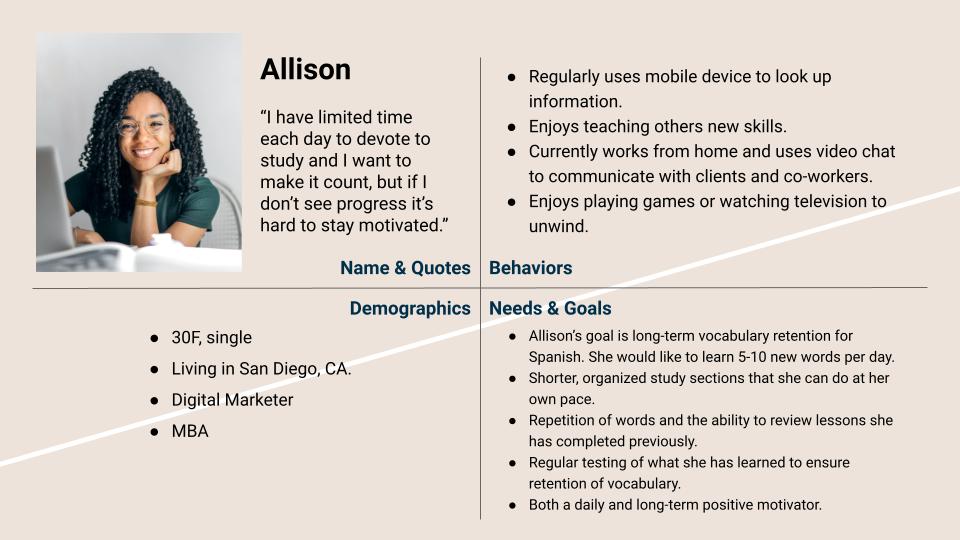 Allison
“I have limited time
each day to devote to
study and I want to
make it count, but if I
don’t see progress it’s
hard to stay motivated.”
Name & Quotes
● Regularly uses mobile device to look up
information.
● Enjoys teaching others new skills.
● Currently works from home and uses video chat
to communicate with clients and co-workers.
● Enjoys playing games or watching television to
unwind.
Behaviors
Demographics
● 30F, single
● Living in San Diego, CA.
● Digital Marketer
● MBA
Needs & Goals
● Allison’s goal is long-term vocabulary retention for
Spanish. She would like to learn 5-10 new words per day.
● Shorter, organized study sections that she can do at her
own pace.
● Repetition of words and the ability to review lessons she
has completed previously.
● Regular testing of what she has learned to ensure
retention of vocabulary.
● Both a daily and long-term positive motivator.